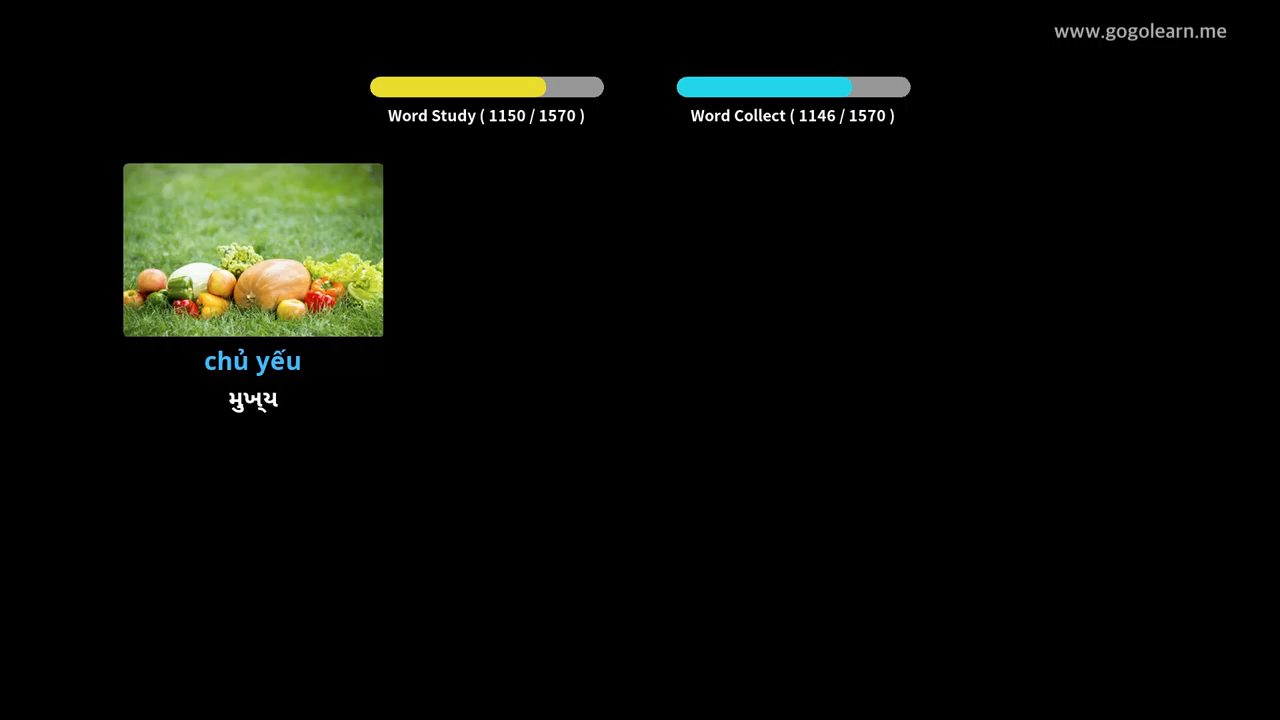 www.gogolearn.me
Word Study ( 1150 / 1570 )
Word Collect ( 1146 / 1570 )
chủ yếu
મુખ્ય